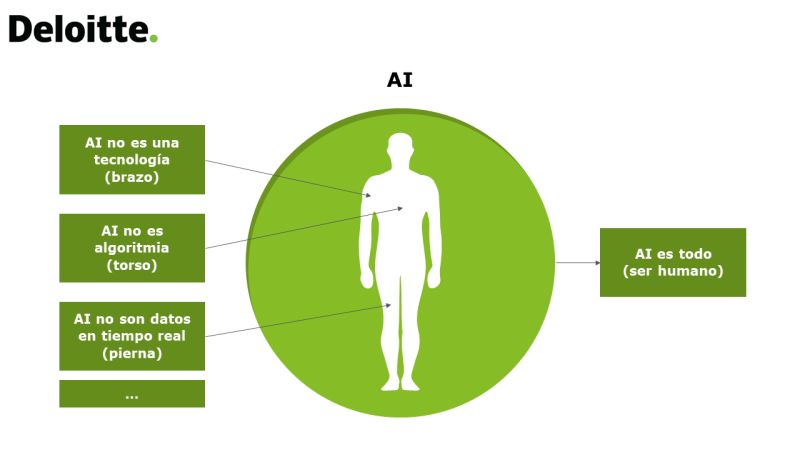 Deloitte.
AI
AI no es una
tecnología
(brazo)
AI no es
algoritmia
(torso)
AI no son datos
en tiempo real
(pierna)
...
AI es todo
(ser humano)